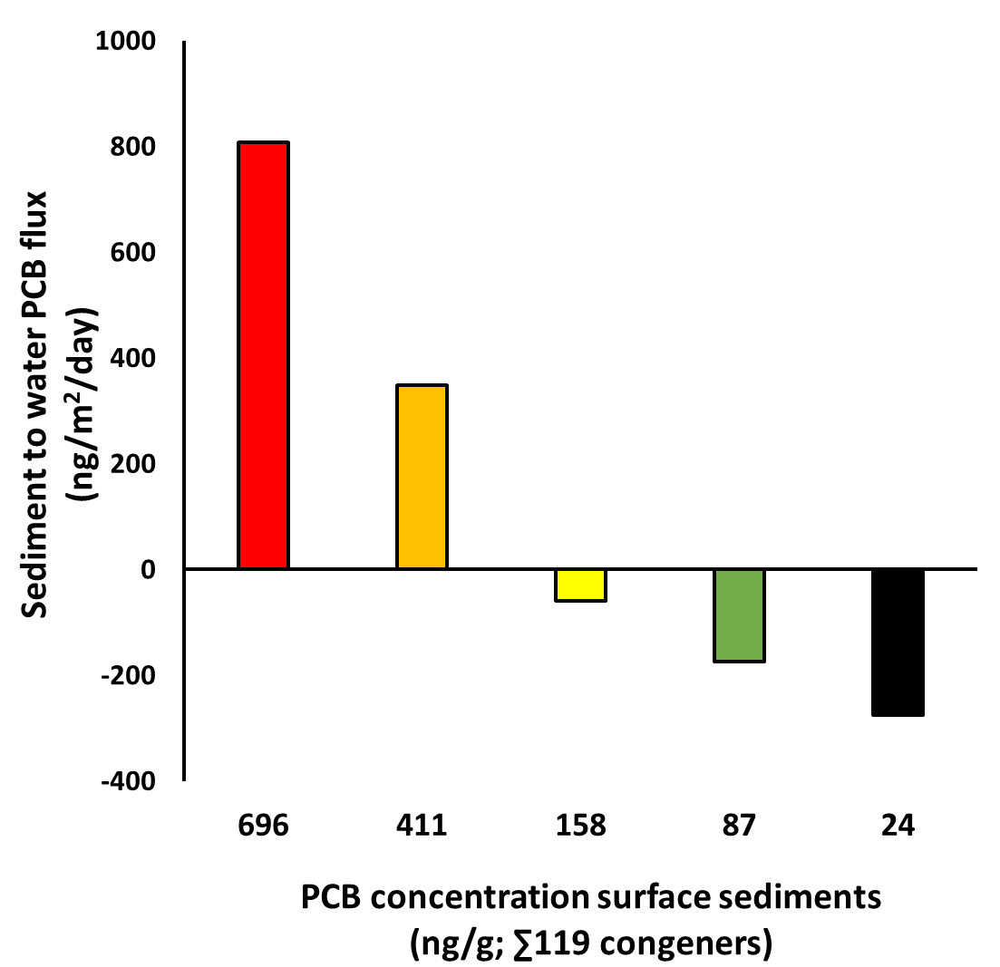 Sediment to water PCB flux
(ng/m²/day)
1000
800
600
400
200
0
-200
-400
696 411 158 87 24
PCB concentration surface sediments
(ng/g; ∑119 congeners)